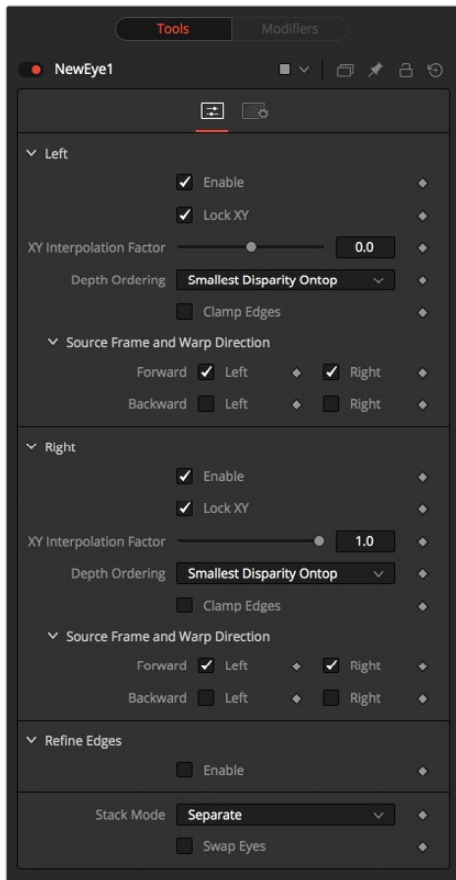 Tools Modifiers
NewEye1
Left
Enable
Lock XY
XY Interpolation Factor 0.0
Depth Ordering Smallest Disparity Ontop
Clamp Edges
Source Frame and Warp Direction
Forward Left Right
Backward Left Right
Right
Enable
Lock XY
XY Interpolation Factor 1.0
Depth Ordering Smallest Disparity Ontop
Clamp Edges
Source Frame and Warp Direction
Forward Left Right
Backward Left Right
Refine Edges
Enable
Stack Mode Separate
Swap Eyes